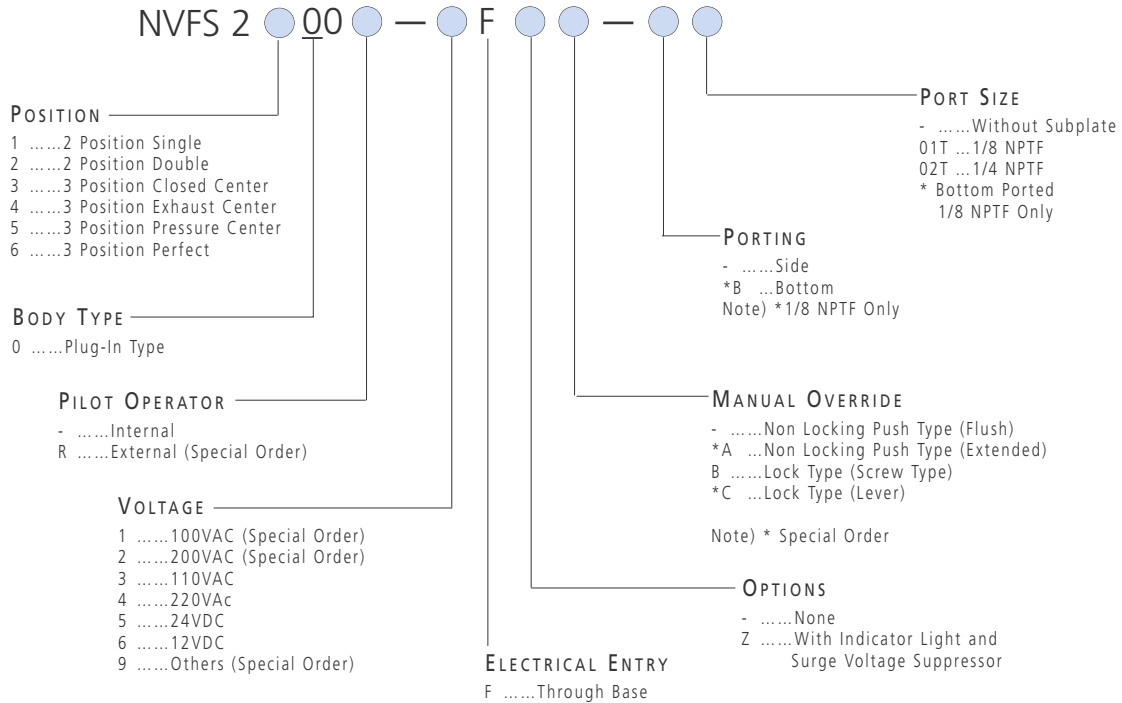 NVFS 2 00 — F —
POSITION
1 ......2 Position Single
2 ......2 Position Double
3 ......3 Position Closed Center
4 ......3 Position Exhaust Center
5 ......3 Position Pressure Center
6 ......3 Position Perfect
BODY TYPE
0 ......Plug-In Type
PILOT OPERATOR
- ......Internal
R ......External (Special Order)
VOLTAGE
1 ......100VAC (Special Order)
2 ......200VAC (Special Order)
3 ......110VAC
4 ......220VAc
5 ......24VDC
6 ......12VDC
9 ......Others (Special Order)
ELECTRICAL ENTRY
F ......Through Base
OPTIONS
- ......None
Z ......With Indicator Light and
Surge Voltage Suppressor
MANUAL OVERRIDE
- ......Non Locking Push Type (Flush)
*A ...Non Locking Push Type (Extended)
B ......Lock Type (Screw Type)
*C ...Lock Type (Lever)
Note) * Special Order
PORTING
- ......Side
*B ...Bottom
Note) *1/8 NPTF Only
PORT SIZE
- ......Without Subplate
01T ...1/8 NPTF
02T ...1/4 NPTF
* Bottom Ported
1/8 NPTF Only